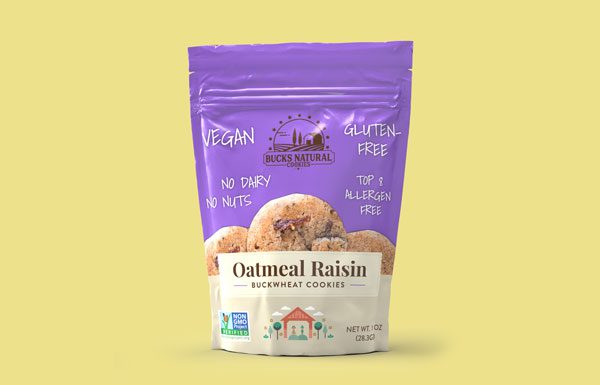 VEGAN
GLUTEN-
FREE
BUCKS NATURAL
COOKIES
NO DAIRY
NO NUTS
TOP 8
ALLERGEN
FREE
Oatmeal Raisin
BUCKWHEAT COOKIES
NON
GMO
Project
VERIFIED
NET WT. 1 OZ
(28.3G)